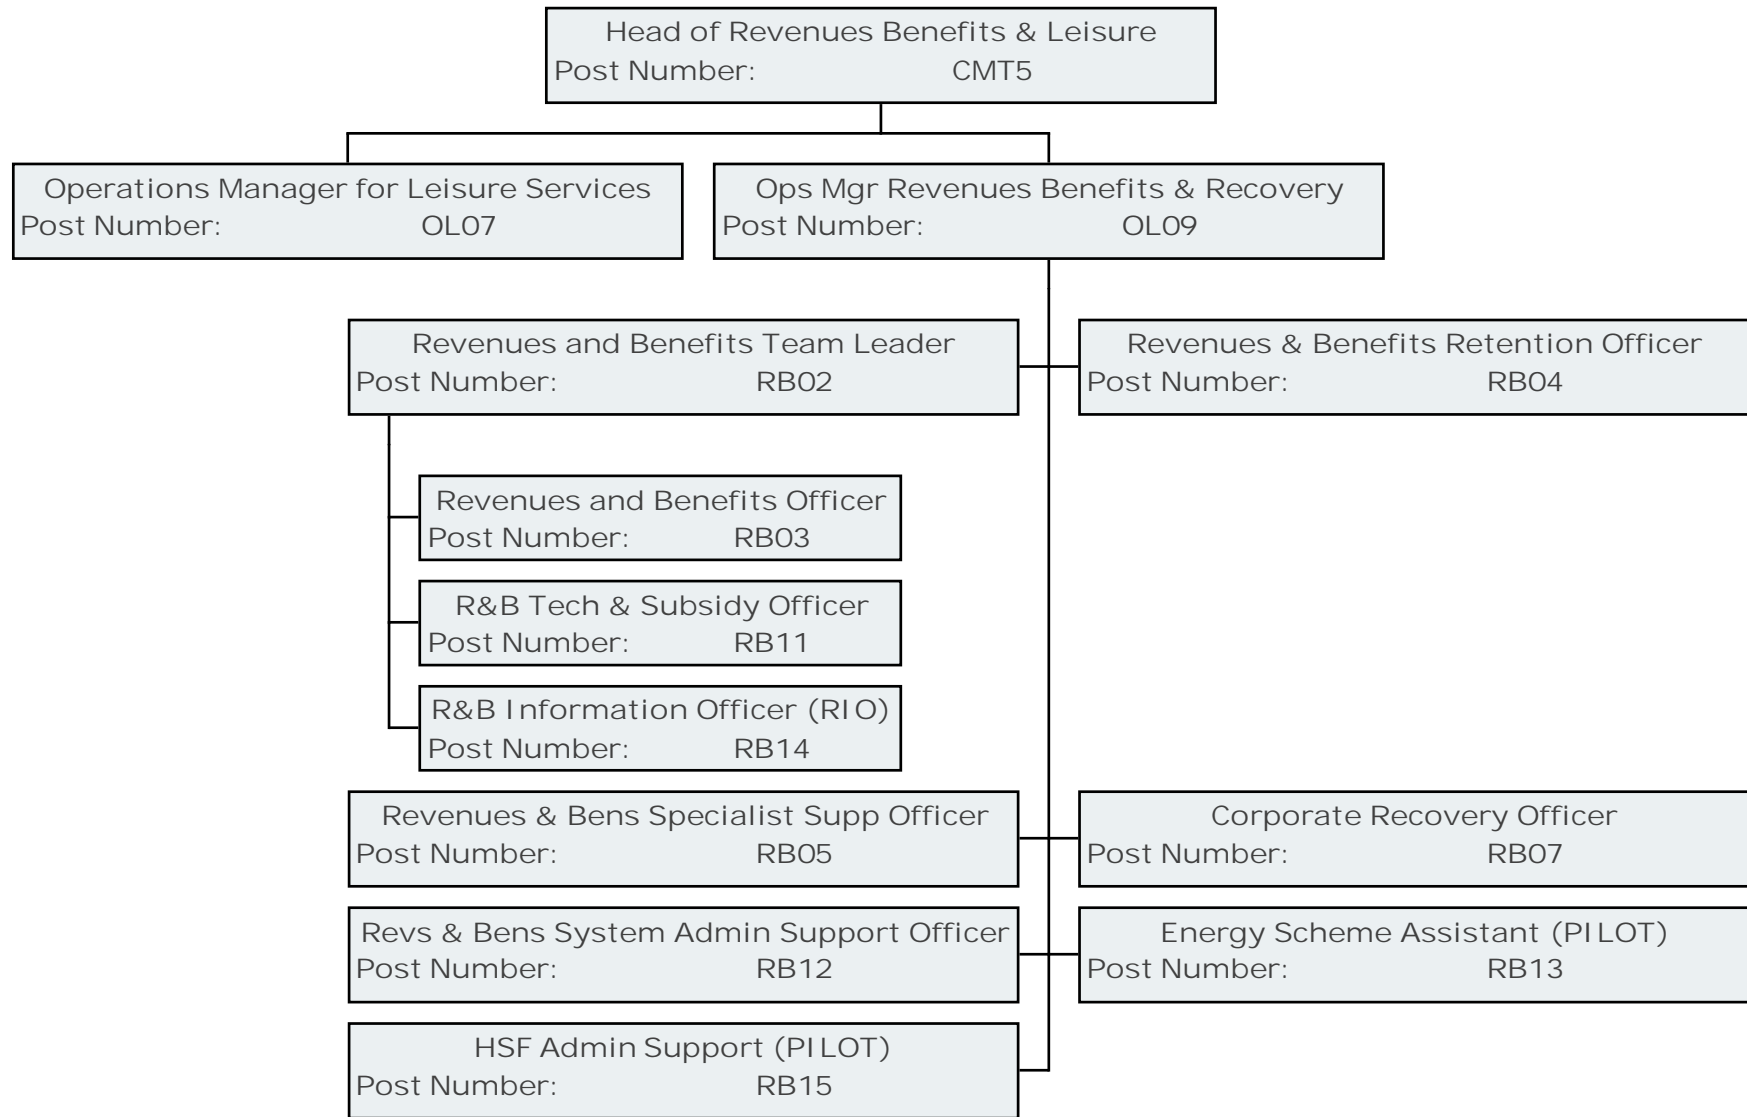 Head of Revenues Benefits & Leisure
Post Number: CMT5
Operations Manager for Leisure Services
Post Number: OL07
Ops Mgr Revenues Benefits & Recovery
Post Number: OL09
Revenues and Benefits Team Leader
Post Number: RB02
Revenues & Benefits Retention Officer
Post Number: RB04
Revenues and Benefits Officer
Post Number: RB03
R&B Tech & Subsidy Officer
Post Number: RB11
R&B Information Officer (RIO)
Post Number: RB14
Revenues & Bens Specialist Supp Officer
Post Number: RB05
Corporate Recovery Officer
Post Number: RB07
Revs & Bens System Admin Support Officer
Post Number: RB12
Energy Scheme Assistant (PILOT)
Post Number: RB13
HSF Admin Support (PILOT)
Post Number: RB15